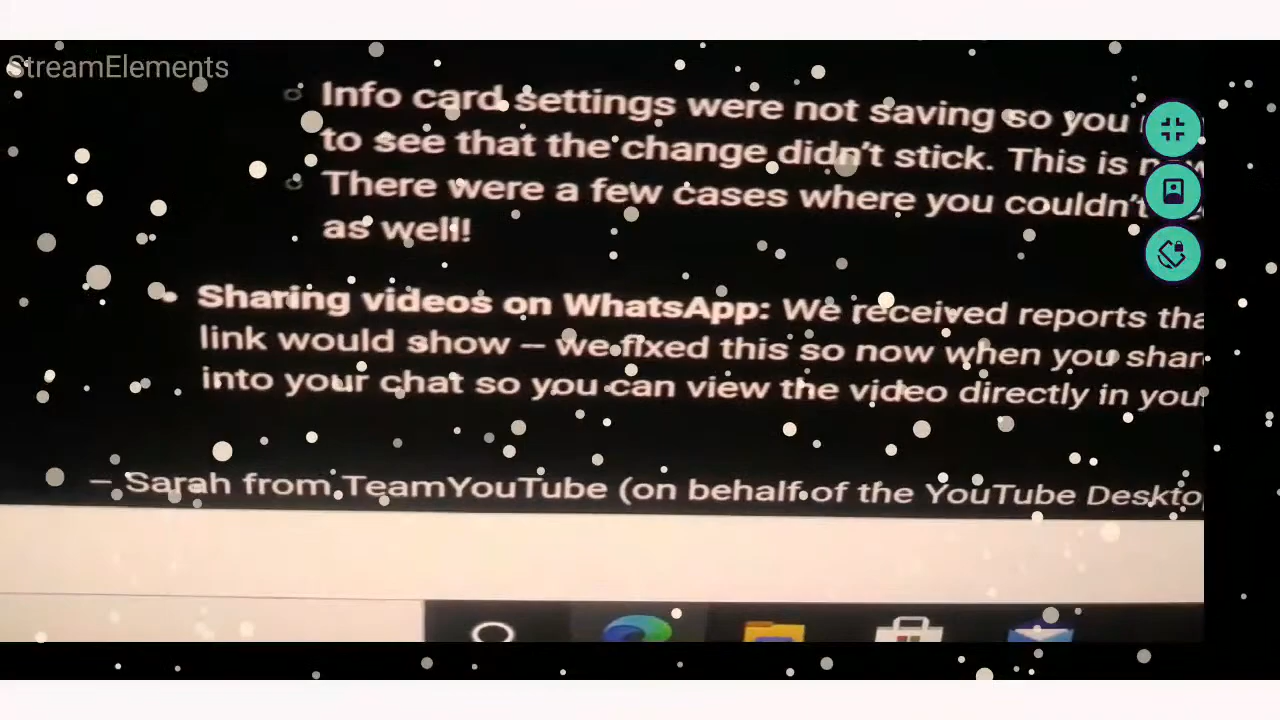 StreamElements
Info card settings were not saving so you
to see that the change didn't stick. This is now
There were a few cases where you couldn't
as well!
Sharing videos on WhatsApp: We received reports tha
link would show – we fixed this so now when you shar
into your chat so you can view the video directly in you
– Sarah from TeamYouTube (on behalf of the YouTube Deskto